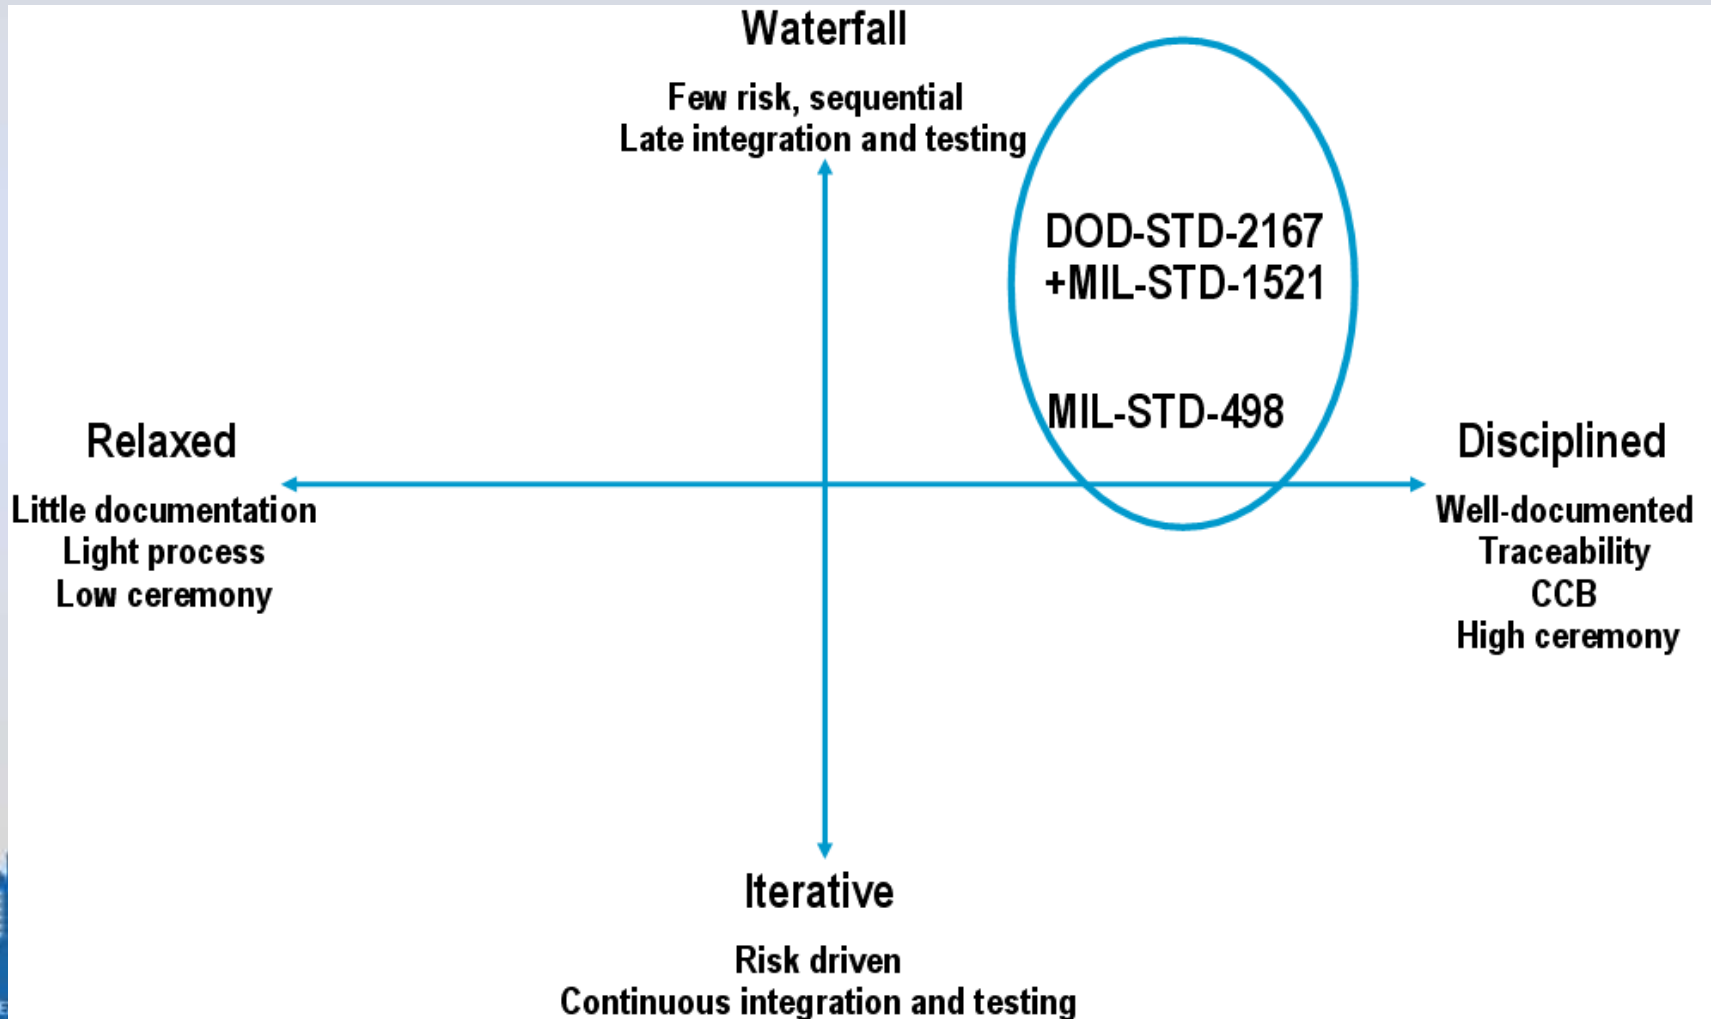 Waterfall
Few risk, sequential
Late integration and testing
DOD-STD-2167
+MIL-STD-1521
MIL-STD-498
Relaxed
Little documentation
Light process
Low ceremony
Disciplined
Well-documented
Traceability
CCB
High ceremony
Iterative
Risk driven
Continuous integration and testing